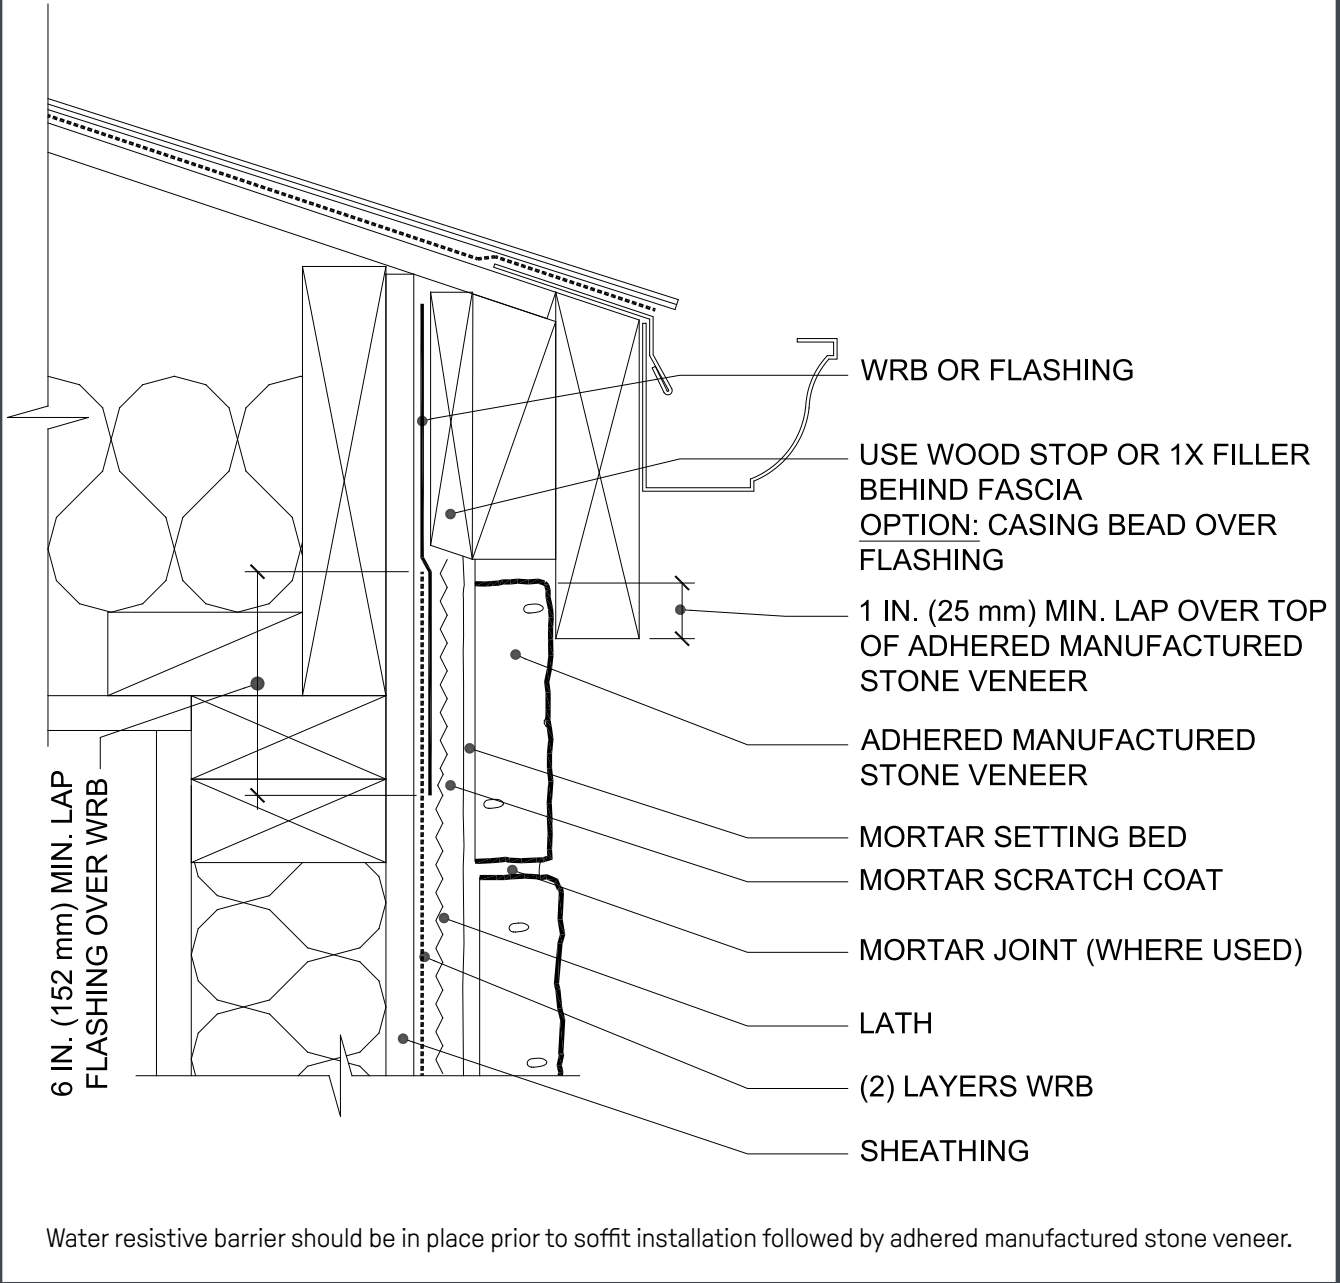 WRB OR FLASHING
USE WOOD STOP OR 1X FILLER
BEHIND FASCIA
OPTION: CASING BEAD OVER
FLASHING
1 IN. (25 mm) MIN. LAP OVER TOP
OF ADHERED MANUFACTURED
STONE VENEER
ADHERED MANUFACTURED
STONE VENEER
MORTAR SETTING BED
MORTAR SCRATCH COAT
MORTAR JOINT (WHERE USED)
LATH
(2) LAYERS WRB
SHEATHING
6 IN. (152 mm) MIN. LAP
FLASHING OVER WRB
Water resistive barrier should be in place prior to soffit installation followed by adhered manufactured stone veneer.